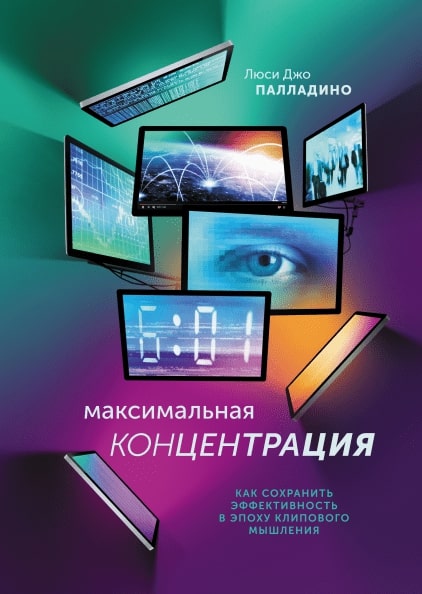 Люси Джо
ПАЛЛАДИНО
6:01
максимальная
КОНЦЕНТРАЦИЯ
КАК СОХРАНИТЬ
ЭФФЕКТИВНОСТЬ
В ЭПОХУ КЛИПОВОГО
МЫШЛЕНИЯ